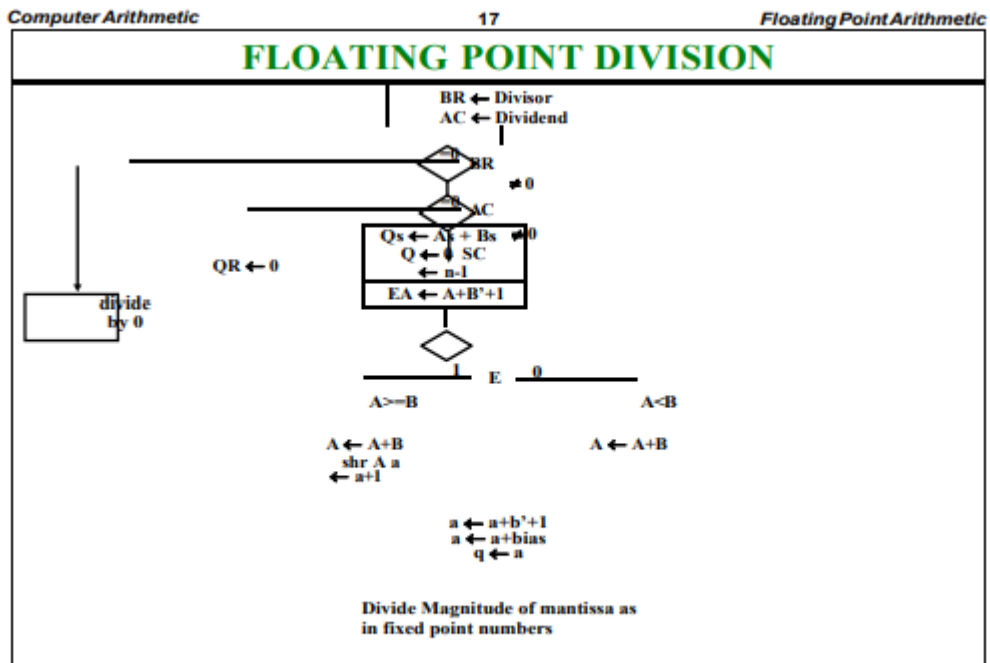 Computer Arithmetic 17 Floating Point Arithmetic
FLOATING POINT DIVISION
BR ← Divisor
AC ← Dividend
=0 BR
≠ 0
=0 AC
Qs ← As + Bs ≠0
Q ← 0 SC
← n-1
QR ← 0
EA ← A+B'+1
divide
by 0
1 E 0
A>=B A<B
A ← A+B A ← A+B
shr A a
← a+1
a ← a+b'+1
a ← a+bias
q ← a
Divide Magnitude of mantissa as
in fixed point numbers